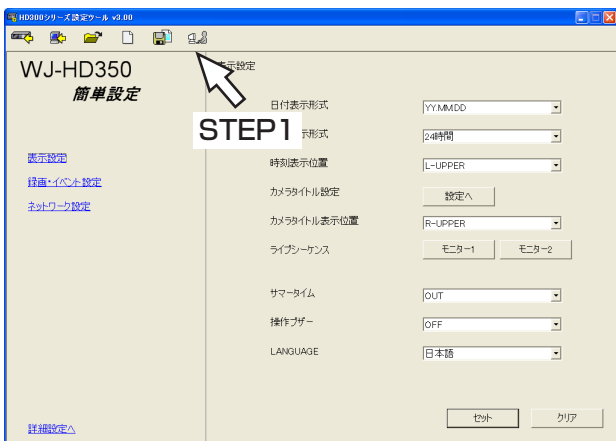 HD300シリーズ設定ツール v3.00
WJ-HD350
簡単設定
表示設定
録画・イベント設定
ネットワーク設定
詳細設定へ
表示設定
STEP1
日付表示形式
YY.MM.DD
示形式
24時間
時刻表示位置
L-UPPER
カメラタイトル設定
設定へ
カメラタイトル表示位置
R-UPPER
ライブシーケンス
モニター1
モニター2
サマータイム
OUT
操作ブザー
OFF
LANGUAGE
日本語
セット
クリア